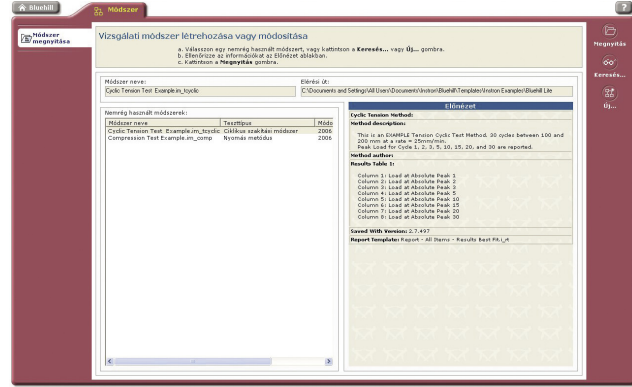 Bluehill
Módszer
?
Módszer megnyitása
Vizsgálati módszer létrehozása vagy módosítása
a. Válasszon egy nemrég használt módszert, vagy kattintson a Keresés... vagy Új... gombra.
b. Ellenőrizze az információkat az Előnézet ablakban.
c. Kattintson a Megnyitás gombra.
Megnyitás
Keresés...
Új...
Módszer neve:
Cyclic Tension Test Example.im_tcyclic
Elérési út:
C:\Documents and Settings\All Users\Documents\Instron\Bluehill\Templates\Instron Examples\Bluehill Lite
Nemrég használt módszerek:
Módszer neve Teszttípus Módo
Cyclic Tension Test Example.im_tcyclic Ciklikus szakítási módszer 2006
Compression Test Example.im_comp Nyomás metódus 2006
Előnézet
Cyclic Tension Method:
Method description:
This is an EXAMPLE Tension Cyclic Test Method. 30 cycles between 100 and
200 mm at a rate = 25mm/min.
Peak Load for Cycle 1, 2, 3, 5, 10, 15, 20, and 30 are reported.
Method author:
Results Table 1:
Column 1: Load at Absolute Peak 1
Column 2: Load at Absolute Peak 2
Column 3: Load at Absolute Peak 3
Column 4: Load at Absolute Peak 5
Column 5: Load at Absolute Peak 10
Column 6: Load at Absolute Peak 15
Column 7: Load at Absolute Peak 20
Column 8: Load at Absolute Peak 30
Saved With Version: 2.7.497
Report Template: Report - All Items - Results Best Fit.i_rt